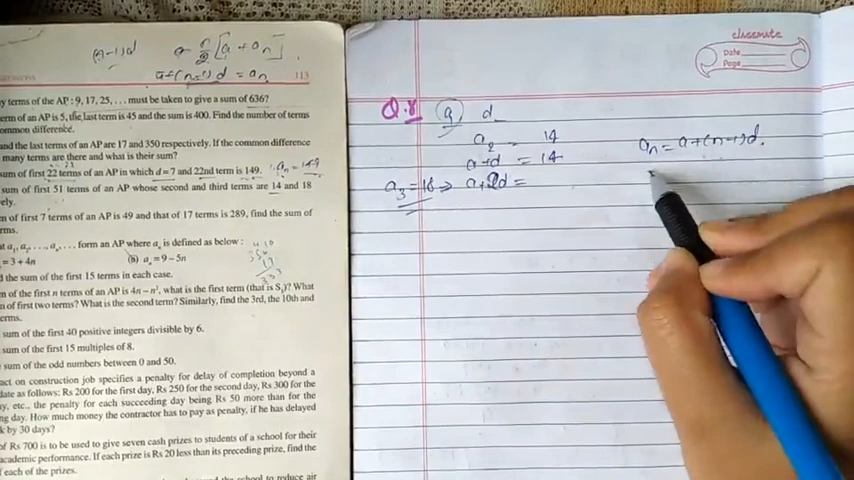 (n-1)d
n/2 [a + an]
a+(n-1)d = an
113
y terms of the AP : 9, 17, 25, . . . must be taken to give a sum of 636?
erm of an AP is 5, the last term is 45 and the sum is 400. Find the number of terms
ommon difference.
and the last terms of an AP are 17 and 350 respectively. If the common difference
many terms are there and what is their sum?
sum of first 22 terms of an AP in which d = 7 and 22nd term is 149.
an = 149
sum of first 51 terms of an AP whose second and third terms are 14 and 18
ely.
m of first 7 terms of an AP is 49 and that of 17 terms is 289, find the sum of
rms.
at a1, a2, . . ., an, . . . form an AP where an is defined as below :
= 3 + 4n
(ii) an = 9 – 5n
d the sum of the first 15 terms in each case.
m of the first n terms of an AP is 4n – n², what is the first term (that is S1)? What
m of first two terms? What is the second term? Similarly, find the 3rd, the 10th and
erms.
sum of first 40 positive integers divisible by 6.
sum of the first 15 multiples of 8.
sum of the odd numbers between 0 and 50.
act on construction job specifies a penalty for delay of completion beyond a
date as follows: Rs 200 for the first day, Rs 250 for the second day, Rs 300 for the
ay, etc., the penalty for each succeeding day being Rs 50 more than for the
ng day. How much money the contractor has to pay as penalty, if he has delayed
k by 30 days?
of Rs 700 is to be used to give seven cash prizes to students of a school for their
academic performance. If each prize is Rs 20 less than its preceding prize, find the
f each of the prizes.
school to reduce air
classmate
Date
Page
Q.8 a d
a2 = 14
a+d = 14
a3 = 18 ⇒ a+2d =
an = a+(n-1)d.